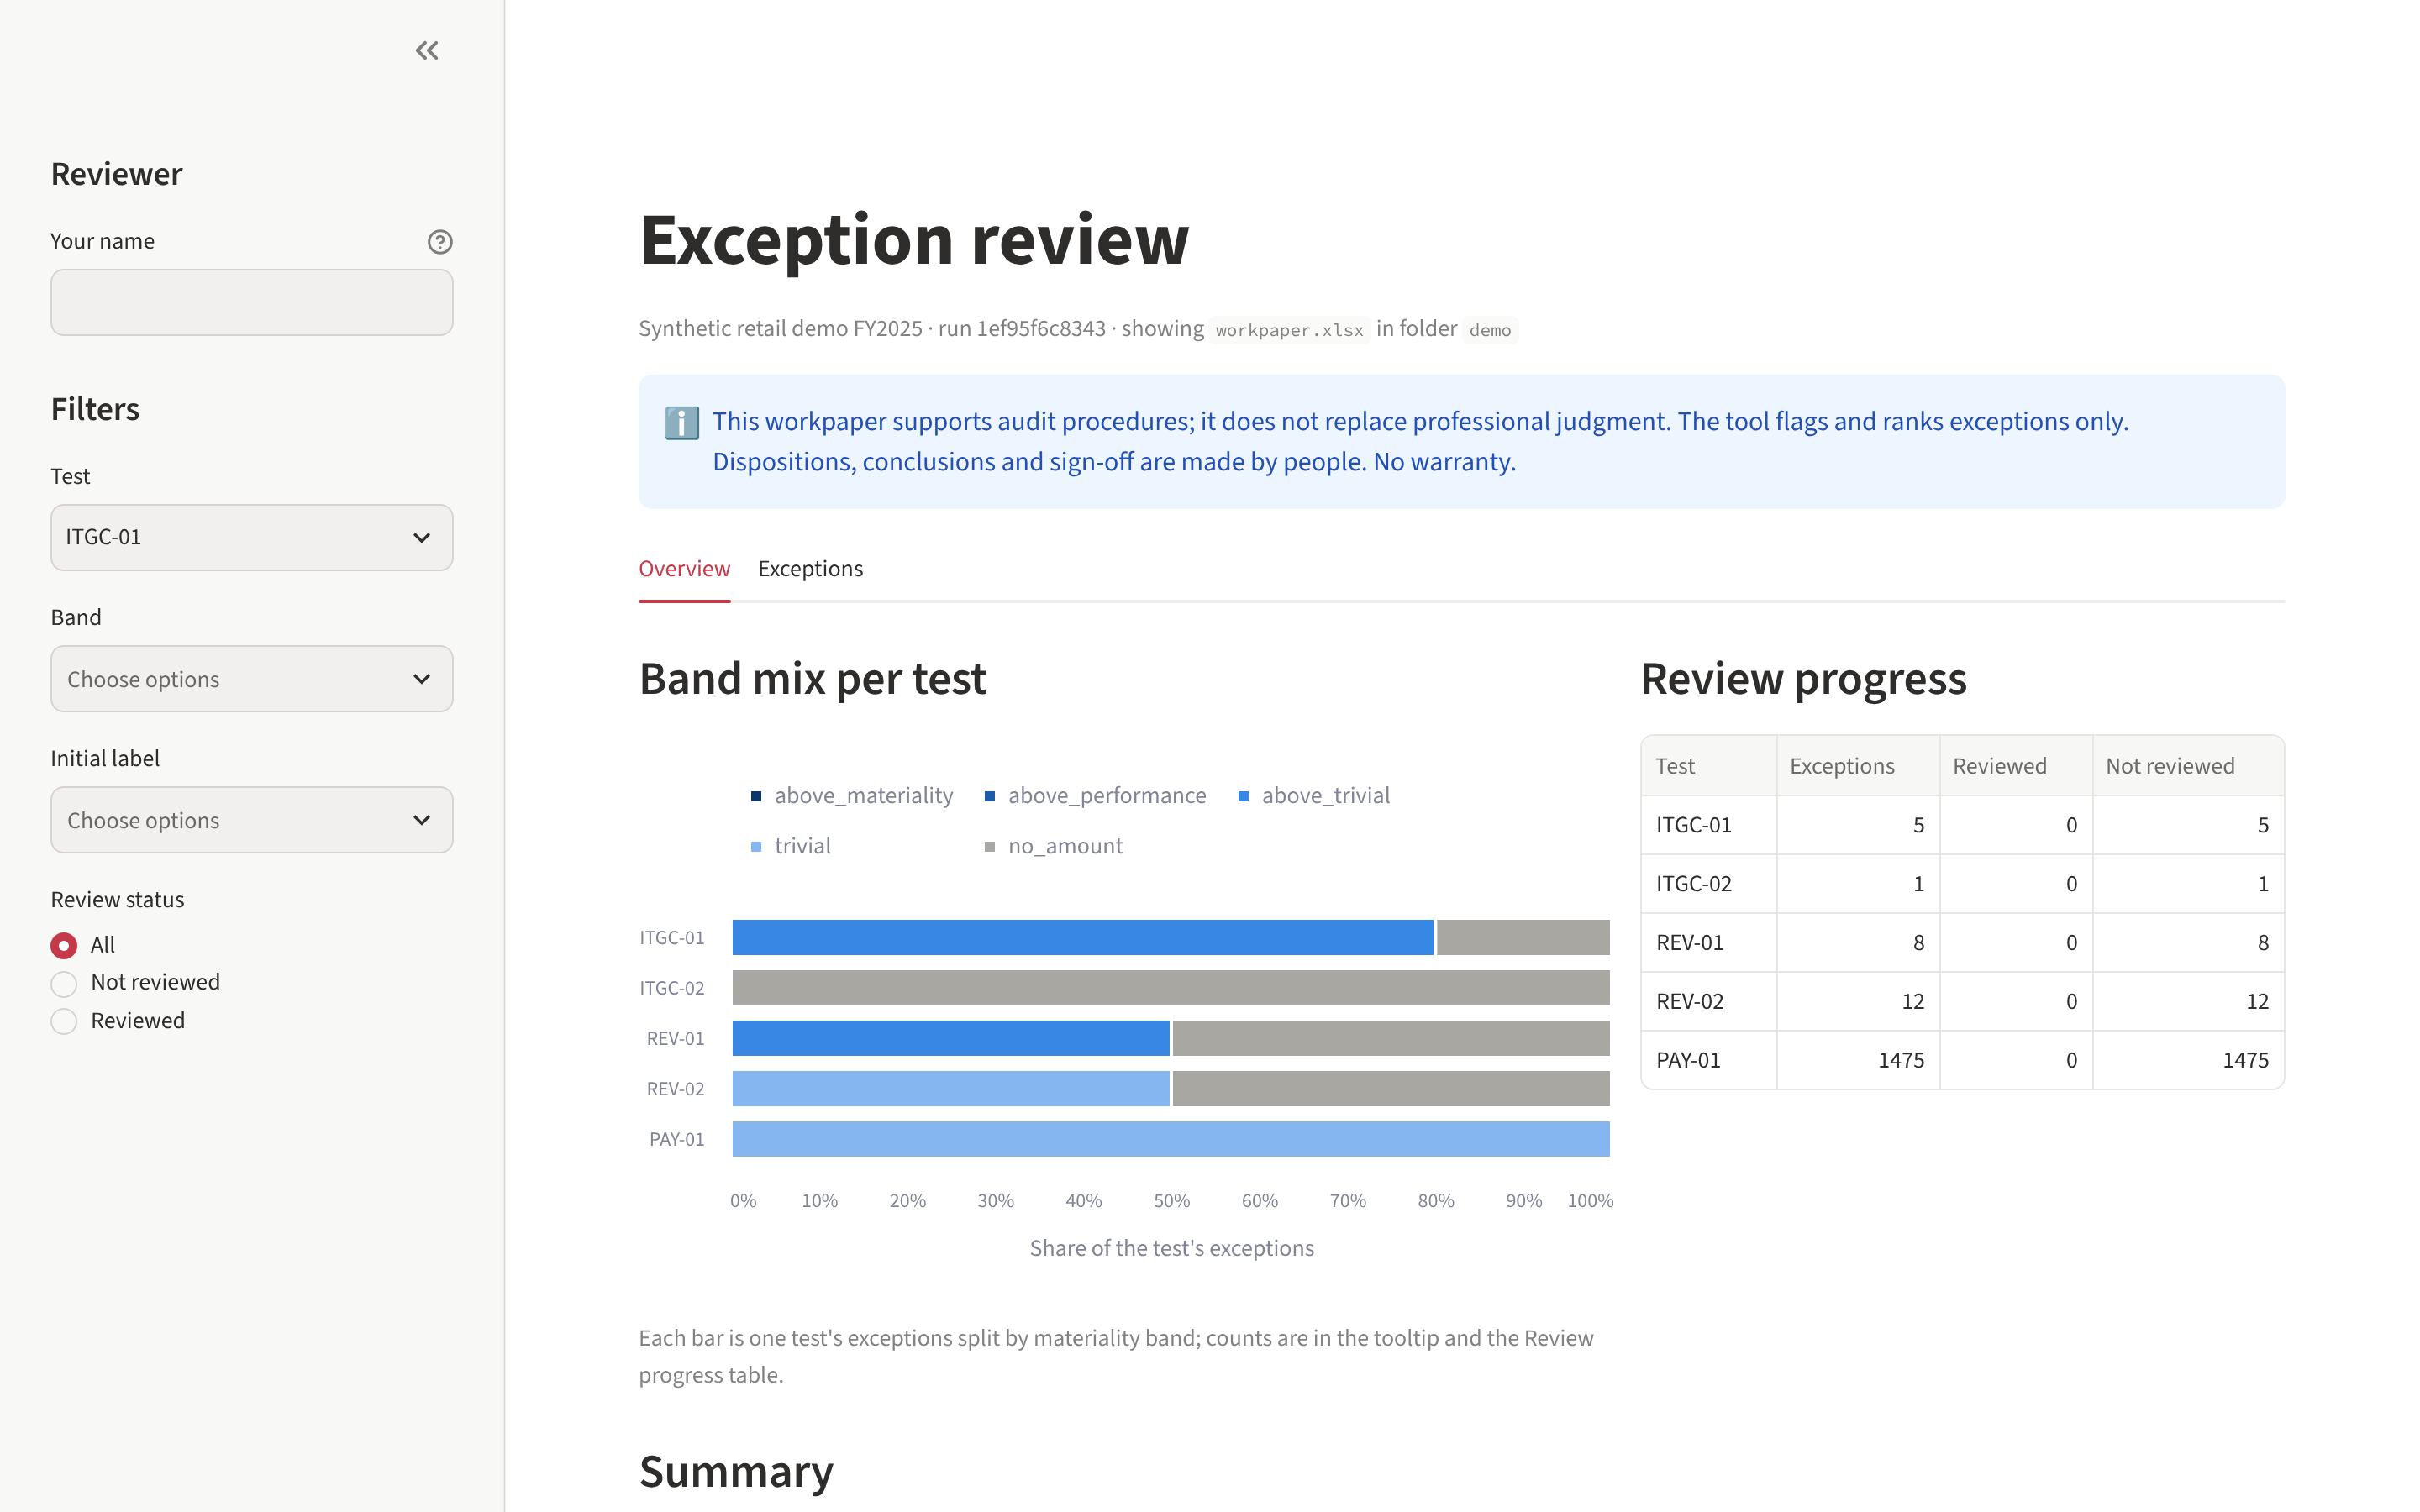 Reviewer
Your name
Filters
Test
ITGC-01
Band
Choose options
Initial label
Choose options
Review status
All
Not reviewed
Reviewed
Exception review
Synthetic retail demo FY2025 · run 1ef95f6c8343 · showing workpaper.xlsx in folder demo
This workpaper supports audit procedures; it does not replace professional judgment. The tool flags and ranks exceptions only.
Dispositions, conclusions and sign-off are made by people. No warranty.
Overview Exceptions
Band mix per test
above_materiality above_performance above_trivial
trivial no_amount
ITGC-01
ITGC-02
REV-01
REV-02
PAY-01
0% 10% 20% 30% 40% 50% 60% 70% 80% 90% 100%
Share of the test's exceptions
Each bar is one test's exceptions split by materiality band; counts are in the tooltip and the Review
progress table.
Review progress
Test Exceptions Reviewed Not reviewed
ITGC-01 5 0 5
ITGC-02 1 0 1
REV-01 8 0 8
REV-02 12 0 12
PAY-01 1475 0 1475
Summary